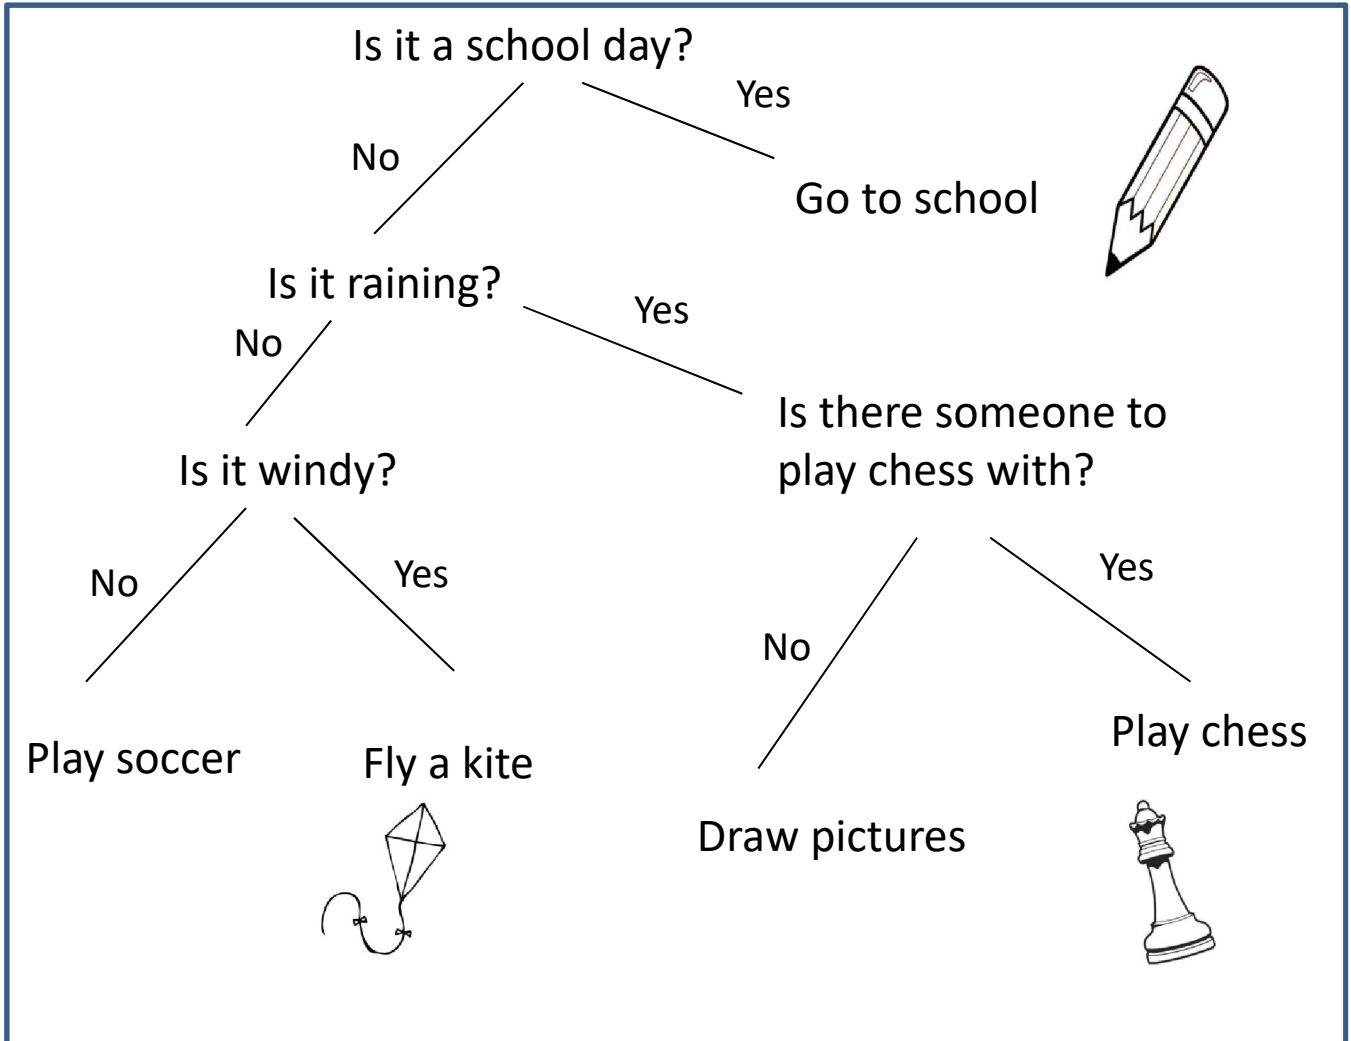 Is it a school day?
Yes
No
Go to school
Is it raining?
Yes
No
Is there someone to
play chess with?
Is it windy?
No
Yes
Yes
No
Play soccer
Fly a kite
Play chess
Draw pictures